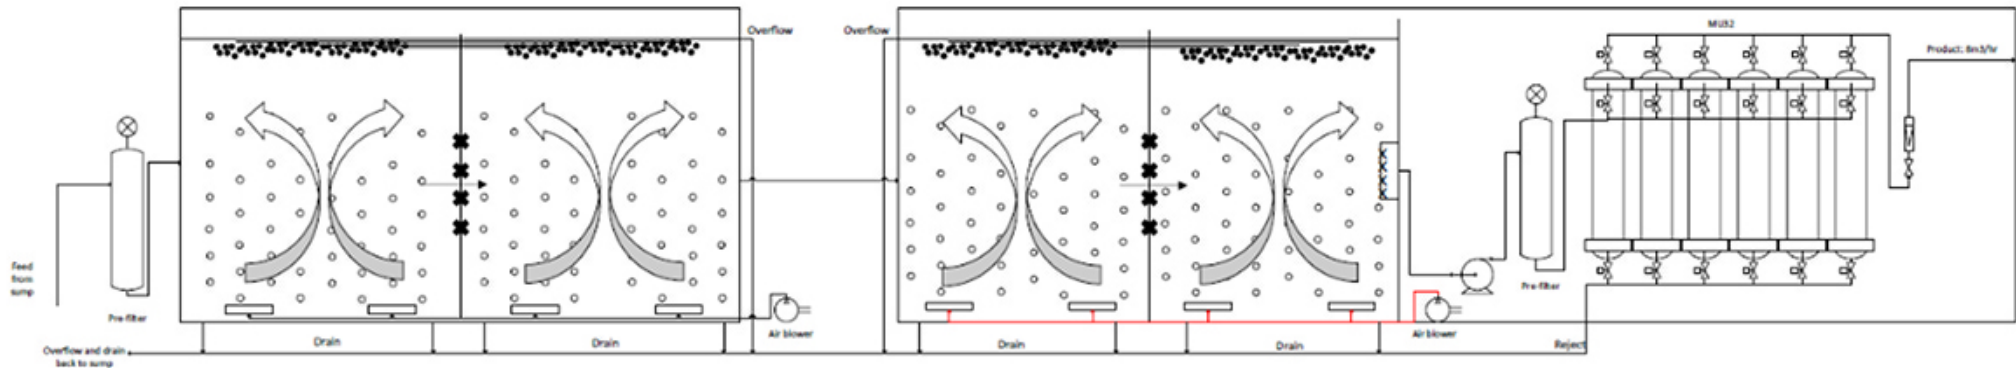 Overflow
Overflow
MU32
Product: 8m3/hr
Feed
from
sump
Pre-filter
Air blower
Pre-filter
Air blower
Drain
Drain
Drain
Drain
Reject
Overflow and drain
back to sump